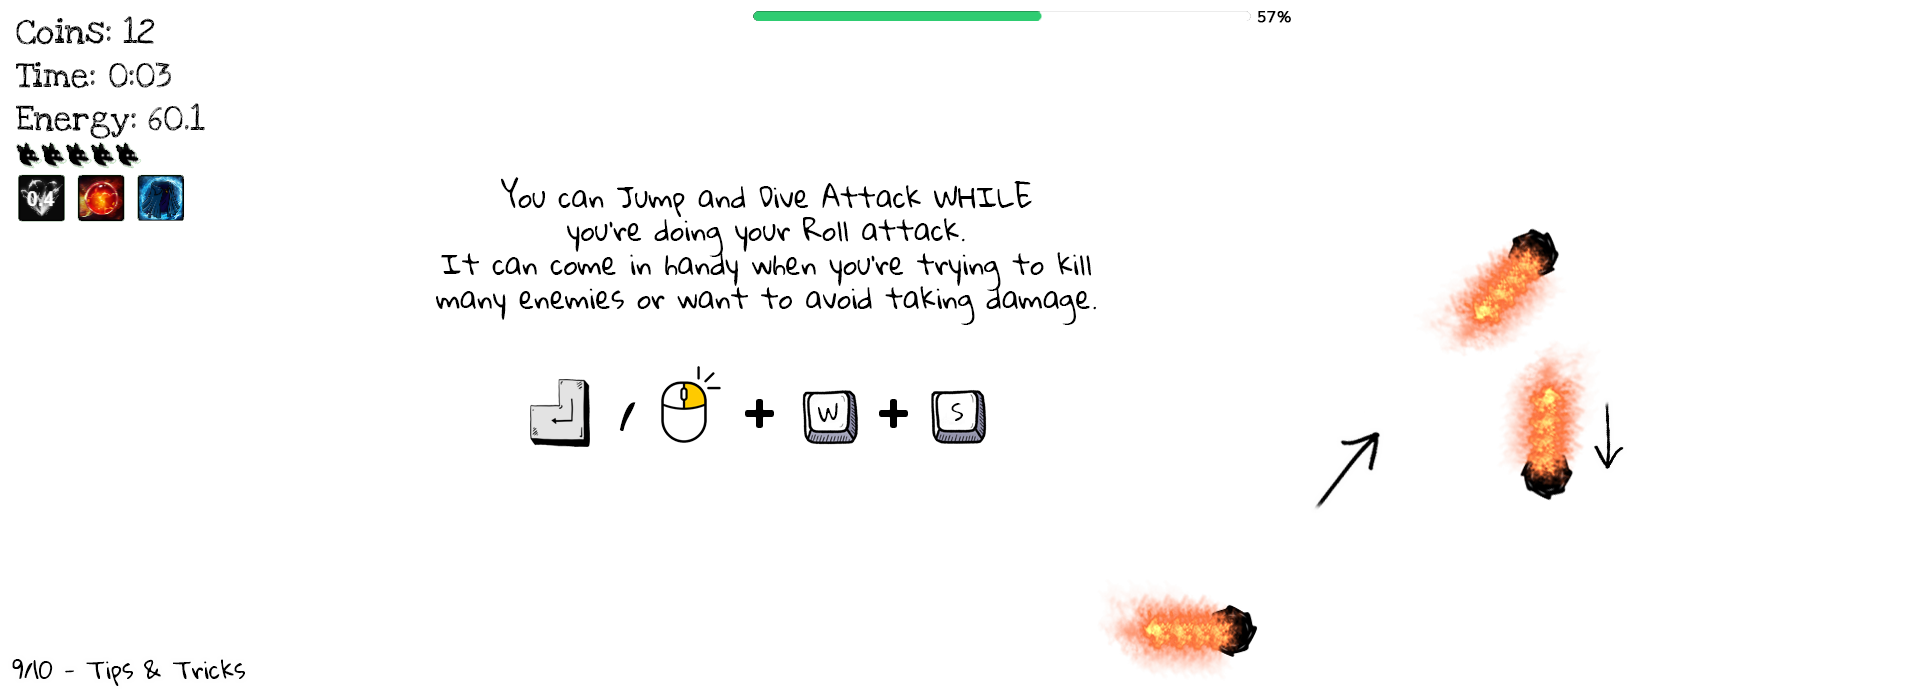 Coins: 12
57%
Time: 0:03
Energy: 60.1
0.4
You can Jump and Dive Attack WHILE
you're doing your Roll attack.
It can come in handy when you're trying to kill
many enemies or want to avoid taking damage.
/ + W + S
9/10 - Tips & Tricks